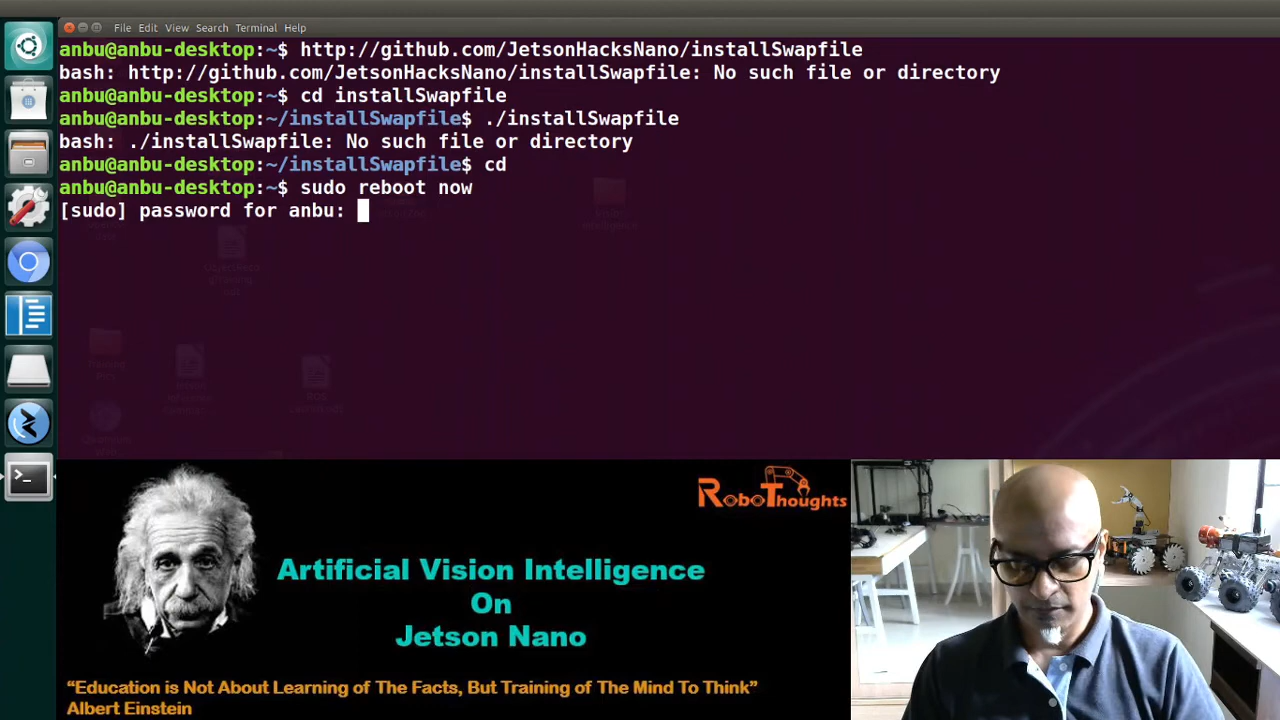 File Edit View Search Terminal Help
anbu@anbu-desktop:~$ http://github.com/JetsonHacksNano/installSwapfile
bash: http://github.com/JetsonHacksNano/installSwapfile: No such file or directory
anbu@anbu-desktop:~$ cd installSwapfile
anbu@anbu-desktop:~/installSwapfile$ ./installSwapfile
bash: ./installSwapfile: No such file or directory
anbu@anbu-desktop:~/installSwapfile$ cd
anbu@anbu-desktop:~$ sudo reboot now
[sudo] password for anbu:
RoboThoughts
Artificial Vision Intelligence
On
Jetson Nano
“Education is Not About Learning of The Facts, But Training of The Mind To Think”
Albert Einstein